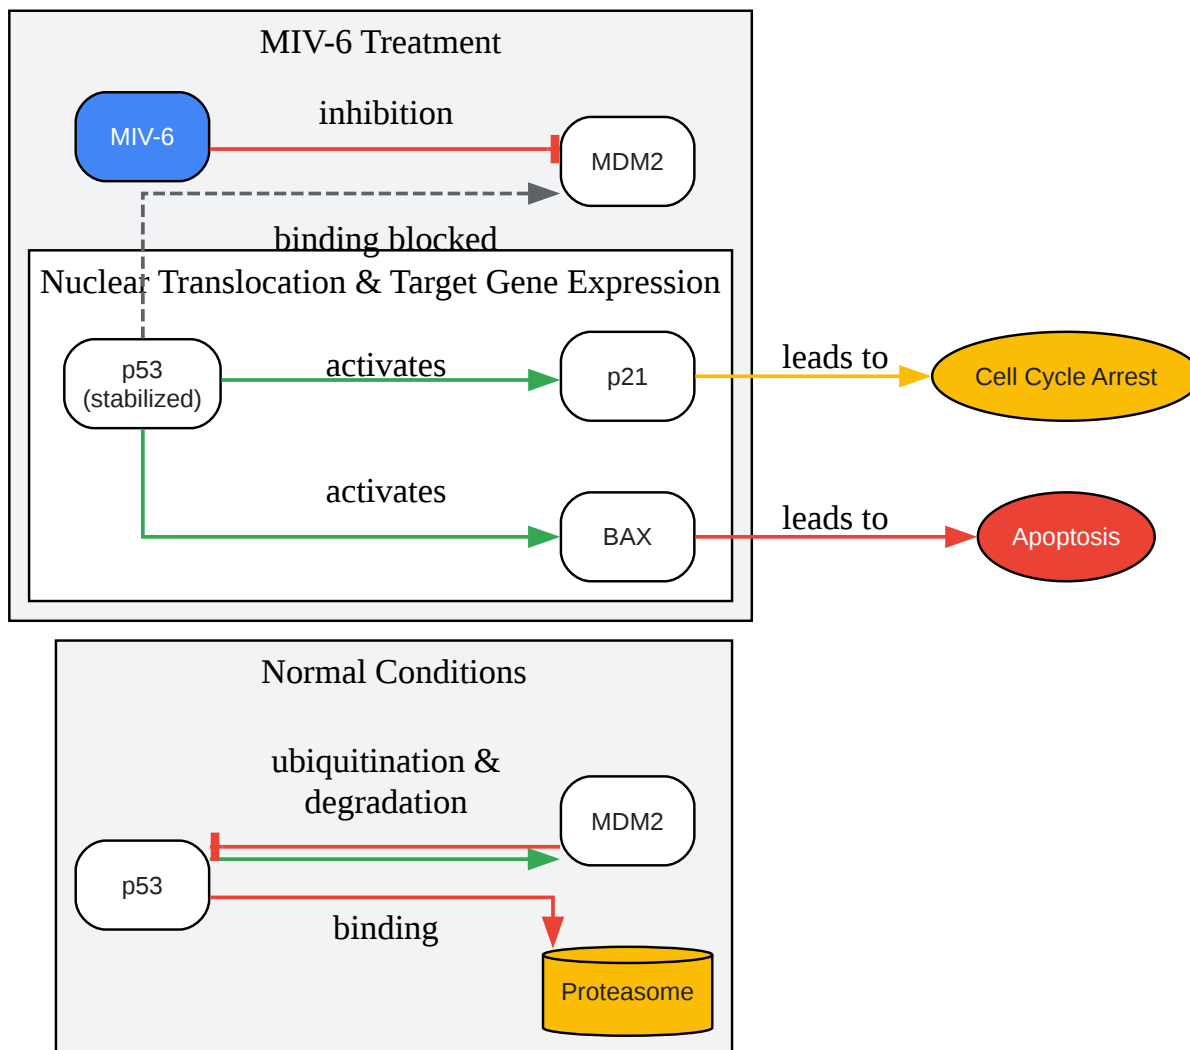 MIV-6 Treatment
MIV-6
inhibition
MDM2
binding blocked
Nuclear Translocation & Target Gene Expression
p53
(stabilized)
activates
p21
leads to
Cell Cycle Arrest
activates
BAX
leads to
Apoptosis
Normal Conditions
ubiquitination &
degradation
MDM2
p53
binding
Proteasome